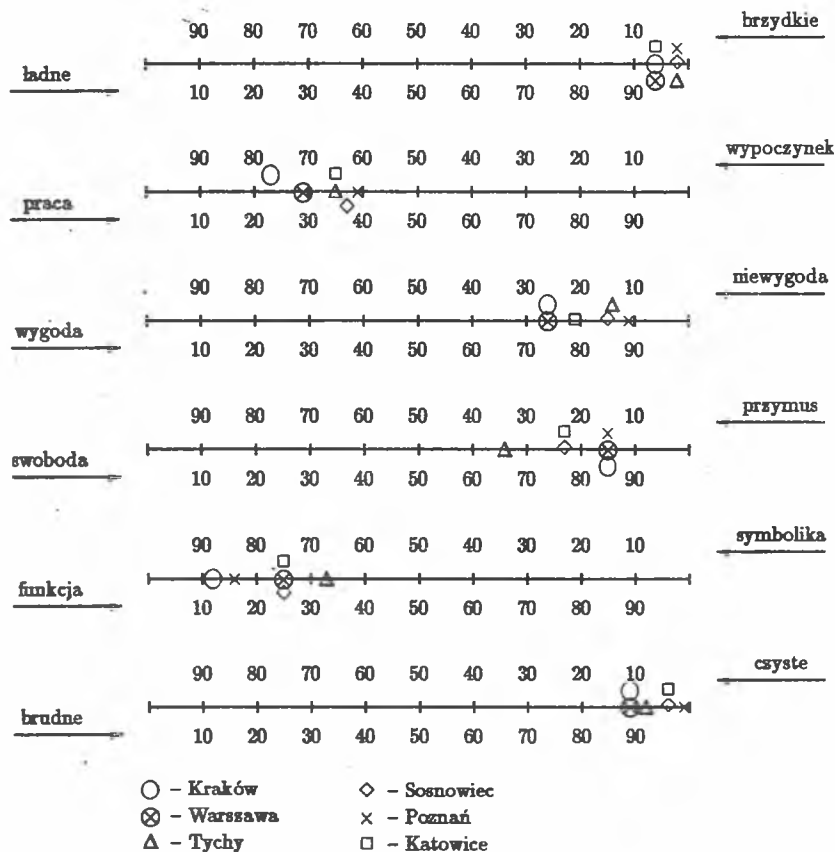 90 80 70 60 50 40 30 20 10 brzydkie
ładne
10 20 30 40 50 60 70 80 90
90 80 70 60 50 40 30 20 10 wypoczynek
praca
10 20 30 40 50 60 70 80 90
90 80 70 60 50 40 30 20 10 niewygoda
wygoda
10 20 30 40 50 60 70 80 90
90 80 70 60 50 40 30 20 10 przymus
swoboda
10 20 30 40 50 60 70 80 90
90 80 70 60 50 40 30 20 10 symbolika
funkcja
10 20 30 40 50 60 70 80 90
90 80 70 60 50 40 30 20 10 czyste
brudne
10 20 30 40 50 60 70 80 90
– Kraków – Sosnowiec
– Warszawa – Poznań
– Tychy – Katowice